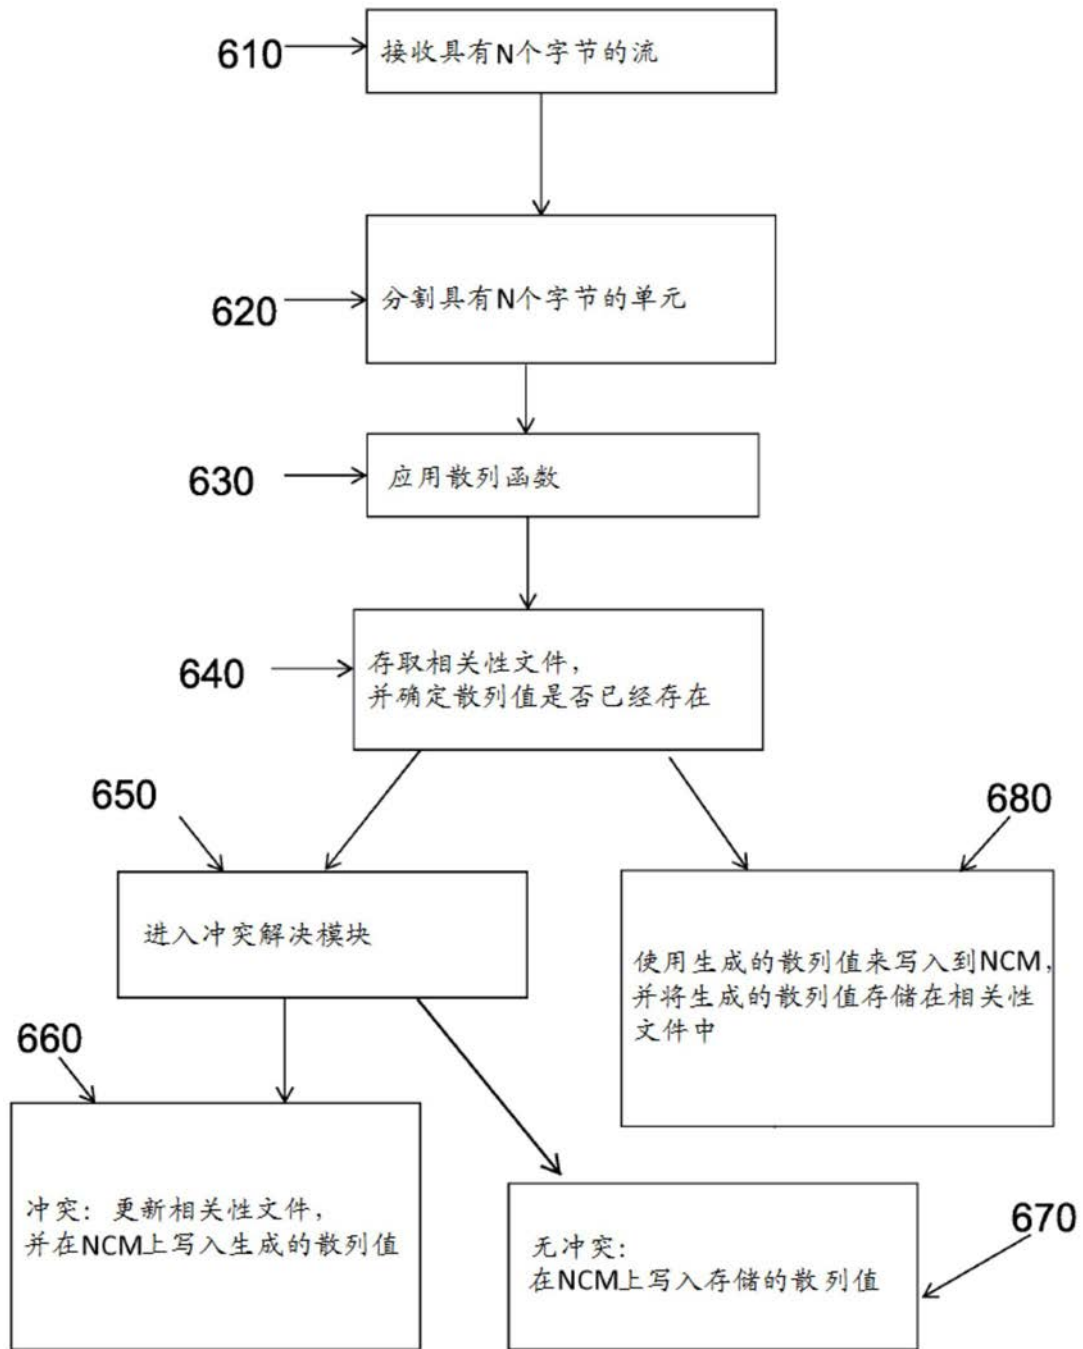 610
接收具有N个字节的流
620
分割具有N个字节的单元
630
应用散列函数
640
存取相关性文件，
并确定散列值是否已经存在
650
680
进入冲突解决模块
使用生成的散列值来写入到NCM，
并将生成的散列值存储在相关性
文件中
660
冲突：更新相关性文件，
并在NCM上写入生成的散列值
670
无冲突：
在NCM上写入存储的散列值